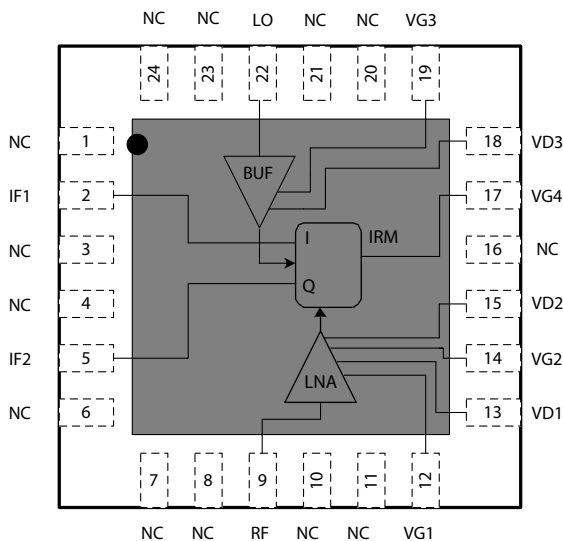 NC NC LO NC NC VG3
24 23 22 21 20 19
NC 1 18 VD3
BUF
IF1 2 17 VG4
I IRM
NC 3 16 NC
Q
NC 4 15 VD2
IF2 5 14 VG2
LNA
NC 6 13 VD1
7 8 9 10 11 12
NC NC RF NC NC VG1